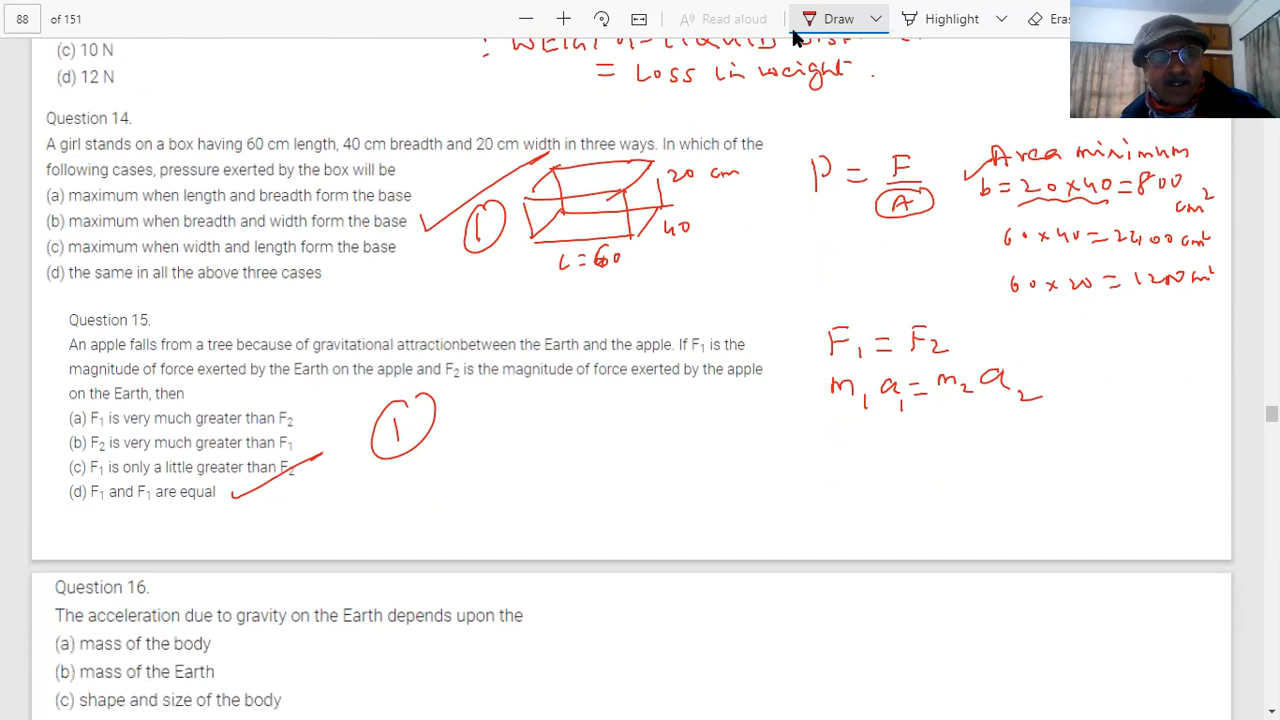 88 of 151
Read aloud
Draw
Highlight
(c) 10 N
(d) 12 N
= Loss in weight.
Question 14.
A girl stands on a box having 60 cm length, 40 cm breadth and 20 cm width in three ways. In which of the
following cases, pressure exerted by the box will be
(a) maximum when length and breadth form the base
(b) maximum when breadth and width form the base
(c) maximum when width and length form the base
(d) the same in all the above three cases
1
20 cm
40
L = 60
P = F/A
Area minimum
b = 20 x 40 = 800 cm²
60 x 40 = 2400 cm²
60 x 20 = 1200 cm²
Question 15.
An apple falls from a tree because of gravitational attractionbetween the Earth and the apple. If F₁ is the
magnitude of force exerted by the Earth on the apple and F₂ is the magnitude of force exerted by the apple
on the Earth, then
(a) F₁ is very much greater than F₂
(b) F₂ is very much greater than F₁
(c) F₁ is only a little greater than F₂
(d) F₁ and F₁ are equal
1
F₁ = F₂
m₁ a₁ = m₂ a₂
Question 16.
The acceleration due to gravity on the Earth depends upon the
(a) mass of the body
(b) mass of the Earth
(c) shape and size of the body